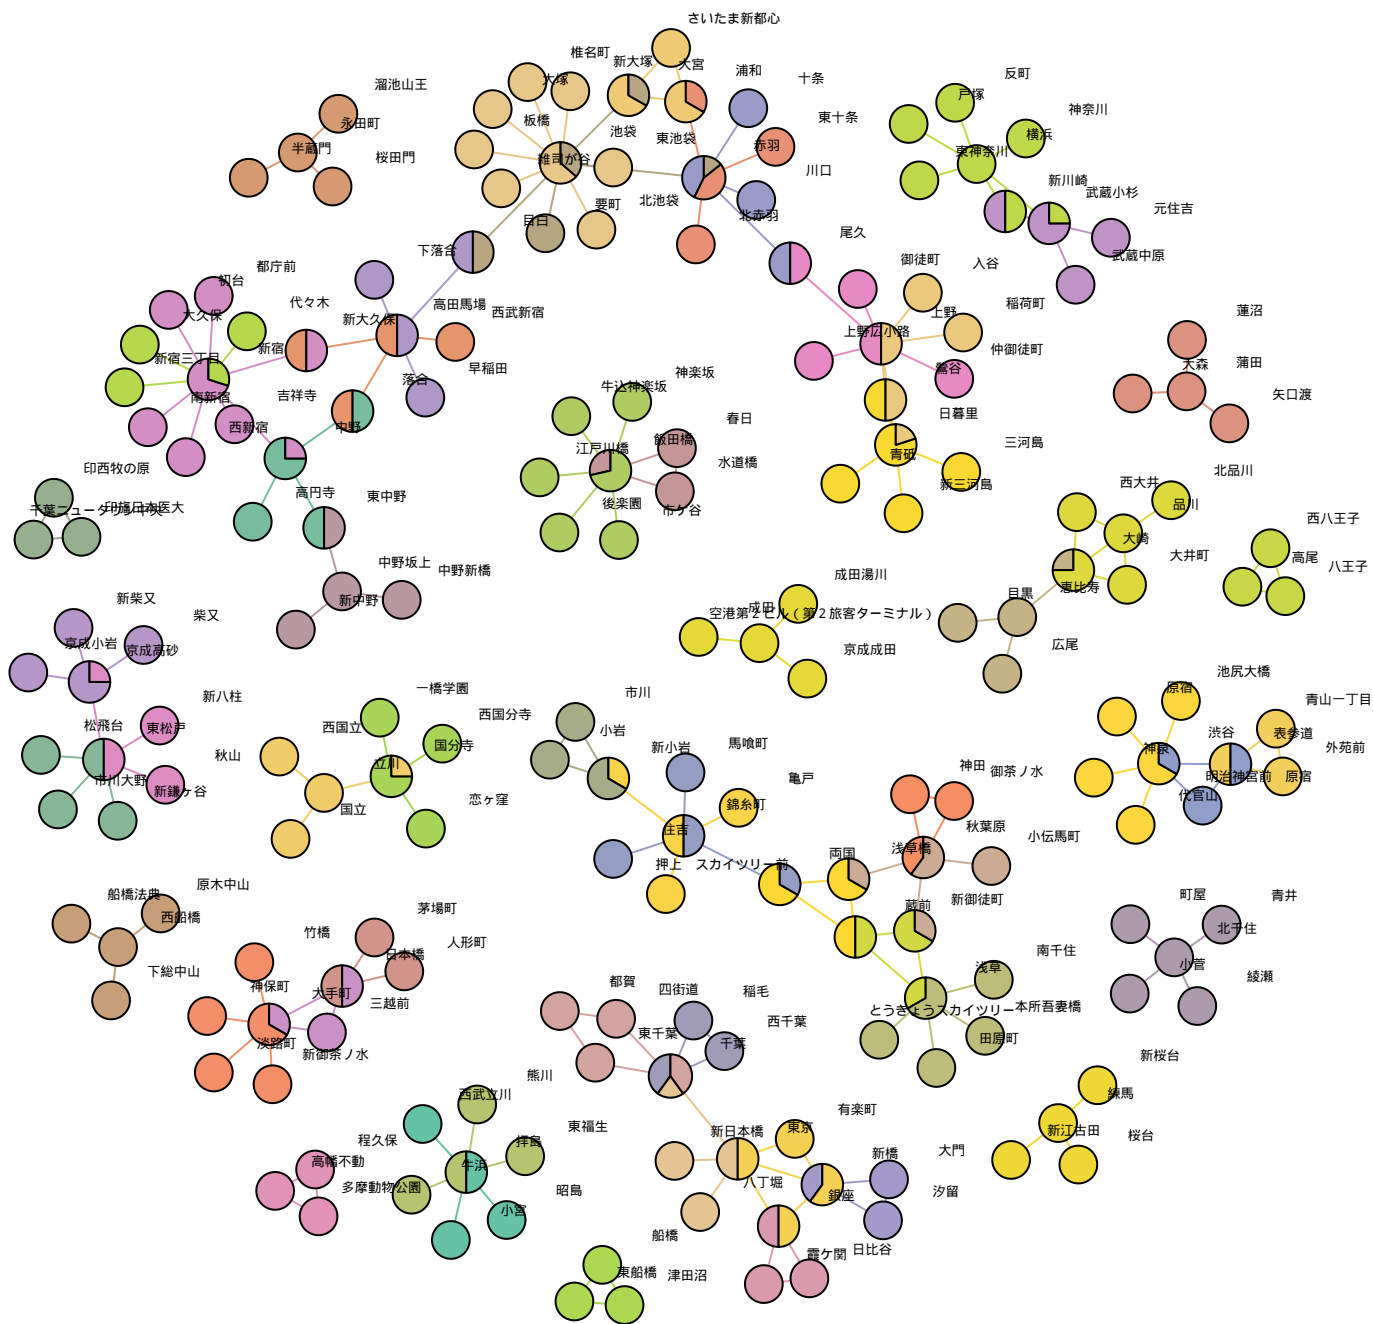 さいたま新都心
椎名町
新大塚
大宮
浦和
十条
反町
大塚
溜池山王
戸塚
神奈川
永田町
板橋
池袋
東池袋
東十条
横浜
半蔵門
桜田門
雑司が谷
赤羽
川口
東神奈川
新川崎
武蔵小杉
元住吉
要町
北池袋
北赤羽
目白
下落合
尾久
御徒町
入谷
武蔵中原
都庁前
初台
代々木
高田馬場
西武新宿
稲荷町
大久保
新大久保
上野
上野広小路
仲御徒町
蓮沼
新宿
新宿三丁目
早稲田
鶯谷
大森
蒲田
落合
吉祥寺
南新宿
矢口渡
西新宿
中野
牛込神楽坂
神楽坂
春日
日暮里
飯田橋
江戸川橋
水道橋
三河島
青砥
印西牧の原
北品川
新三河島
西大井
高円寺
東中野
千葉ニュータウン中央
印旛日本医大
後楽園
市ケ谷
品川
西八王子
大崎
大井町
高尾
八王子
中野坂上
中野新橋
恵比寿
新中野
成田湯川
目黒
新柴又
柴又
成田
空港第２ビル（第２旅客ターミナル）
京成小岩
京成高砂
京成成田
広尾
新八柱
一橋学園
市川
池尻大橋
原宿
青山一丁目
松飛台
東松戸
西国立
西国分寺
小岩
渋谷
表参道
秋山
国分寺
新小岩
馬喰町
神泉
外苑前
立川
市川大野
新鎌ヶ谷
亀戸
神田
御茶ノ水
明治神宮前
原宿
国立
恋ヶ窪
錦糸町
代官山
住吉
秋葉原
小伝馬町
両国
浅草橋
押上　スカイツリー前
原木中山
船橋法典
新御徒町
町屋
青井
茅場町
蔵前
西船橋
北千住
竹橋
日本橋
人形町
南千住
下総中山
浅草
小菅
綾瀬
都賀
四街道
稲毛
神保町
大手町
三越前
とうきょうスカイツリー
本所吾妻橋
東千葉
西千葉
淡路町
新御茶ノ水
千葉
田原町
新桜台
熊川
西武立川
練馬
有楽町
東福生
新日本橋
東京
新江古田
桜台
程久保
拝島
大門
高幡不動
牛浜
新橋
多摩動物公園
昭島
八丁堀
銀座
汐留
小宮
船橋
霞ケ関
日比谷
東船橋
津田沼